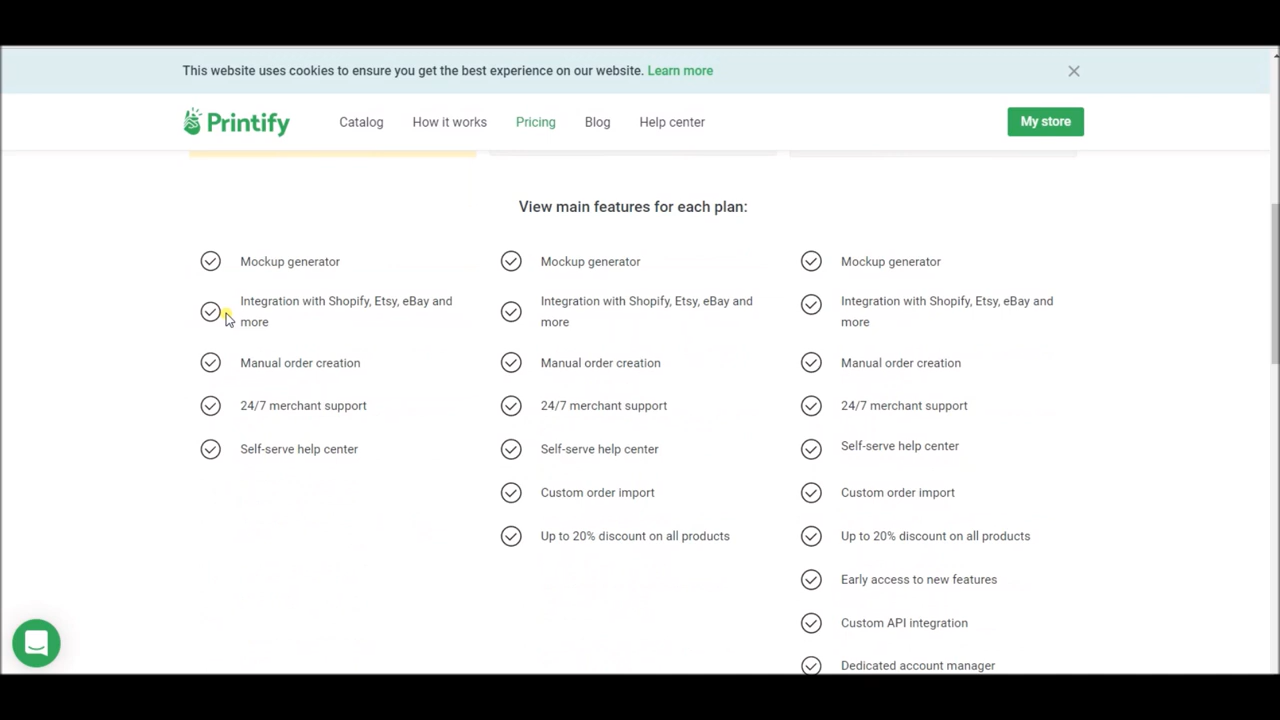 This website uses cookies to ensure you get the best experience on our website. Learn more
Printify
Catalog
How it works
Pricing
Blog
Help center
My store
View main features for each plan:
Mockup generator
Integration with Shopify, Etsy, eBay and
more
Manual order creation
24/7 merchant support
Self-serve help center
Mockup generator
Integration with Shopify, Etsy, eBay and
more
Manual order creation
24/7 merchant support
Self-serve help center
Custom order import
Up to 20% discount on all products
Mockup generator
Integration with Shopify, Etsy, eBay and
more
Manual order creation
24/7 merchant support
Self-serve help center
Custom order import
Up to 20% discount on all products
Early access to new features
Custom API integration
Dedicated account manager